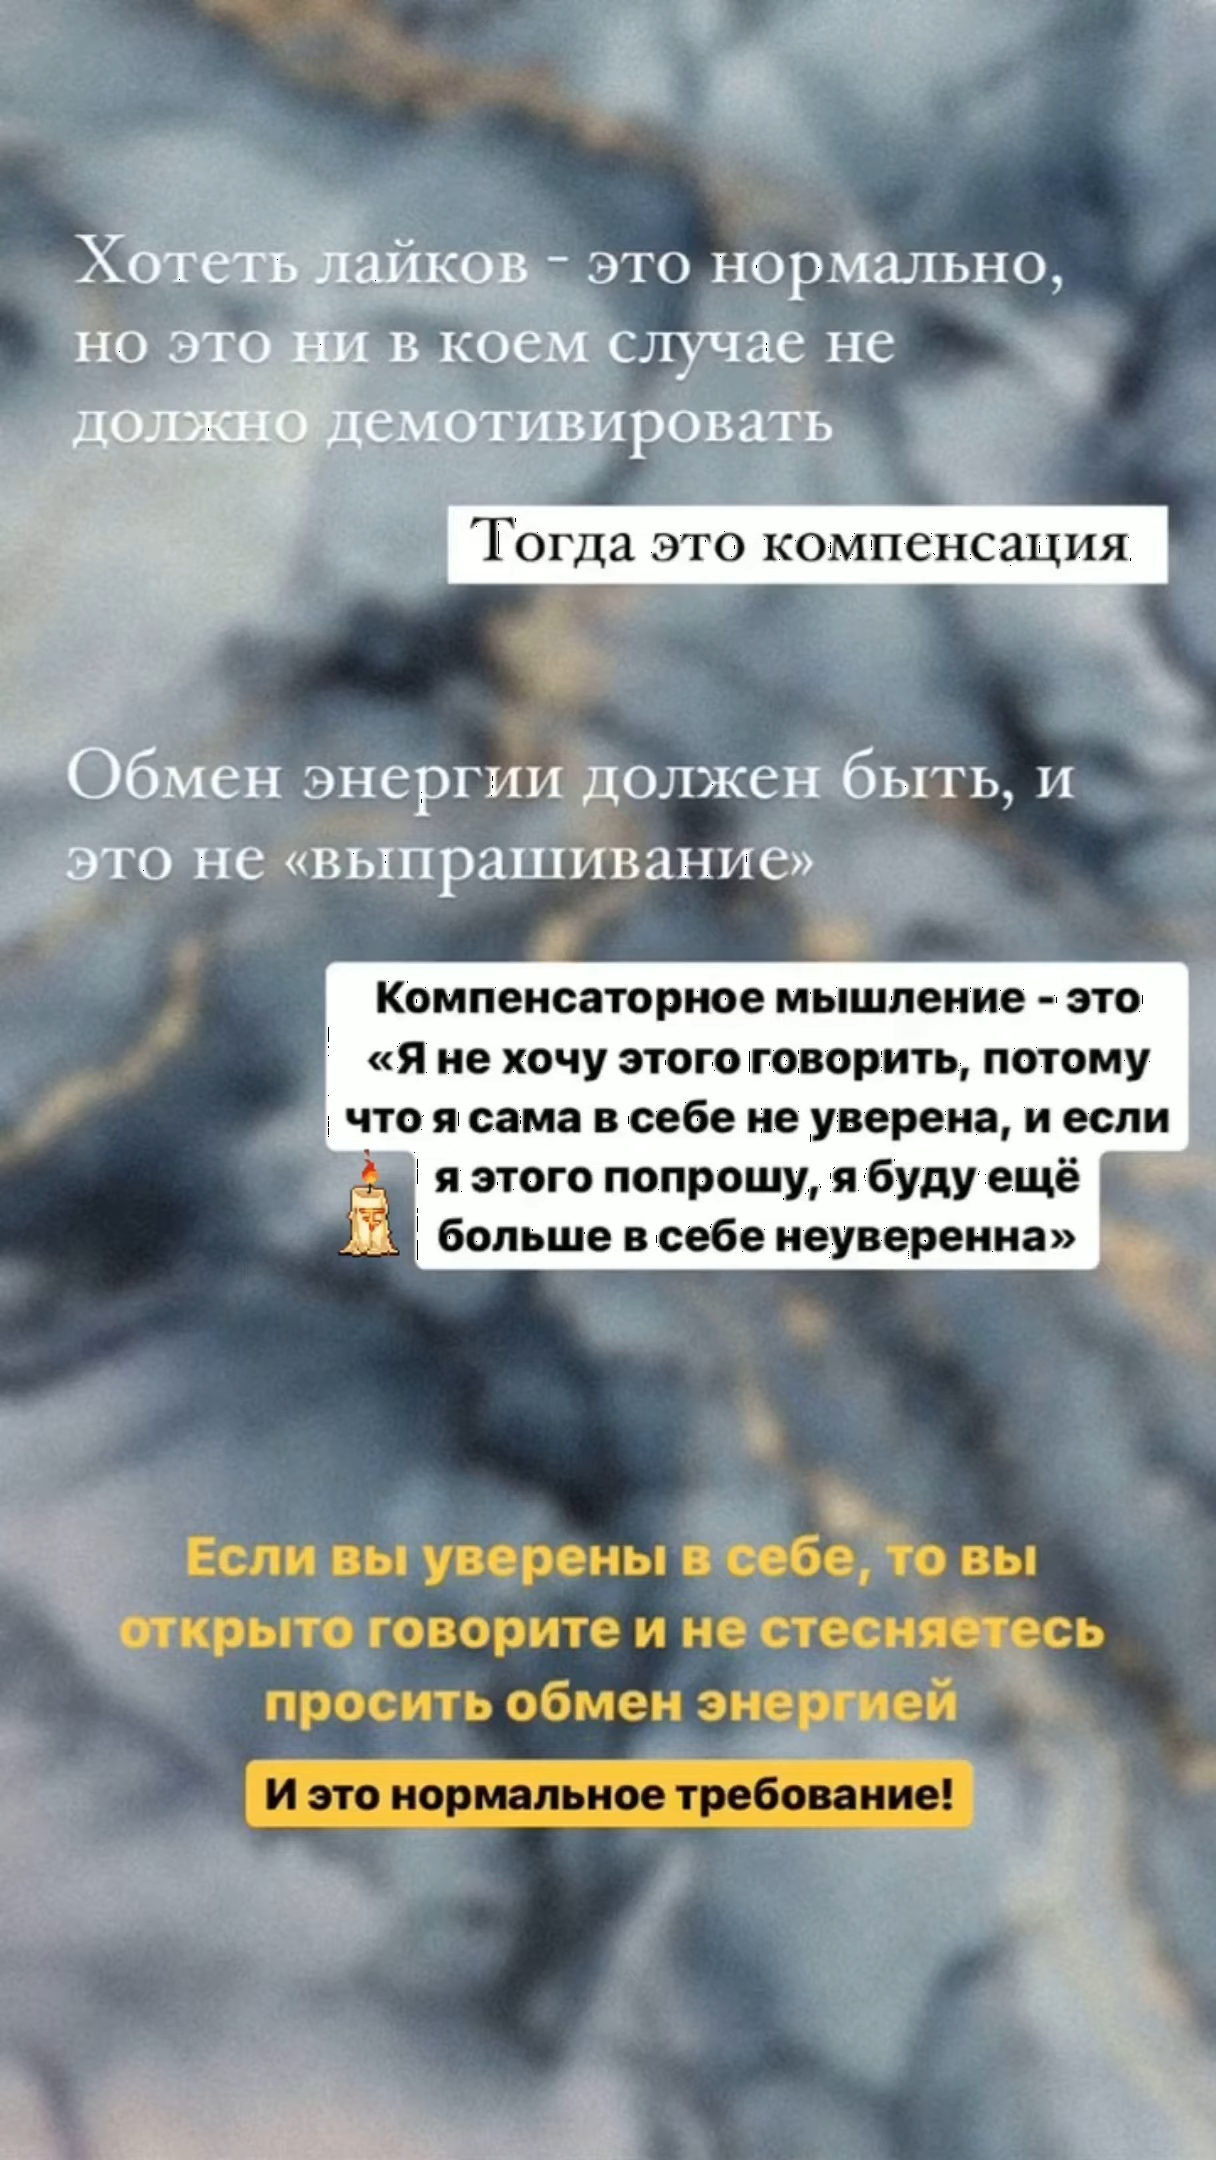 Хотеть лайков - это нормально,
но это ни в коем случае не
должно демотивировать
Тогда это компенсация
Обмен энергии должен быть, и
это не «выпрашивание»
Компенсаторное мышление - это
«Я не хочу этого говорить, потому
что я сама в себе не уверена, и если
я этого попрошу, я буду ещё
больше в себе неуверенна»
Если вы уверены в себе, то вы
открыто говорите и не стесняетесь
просить обмен энергией
И это нормальное требование!